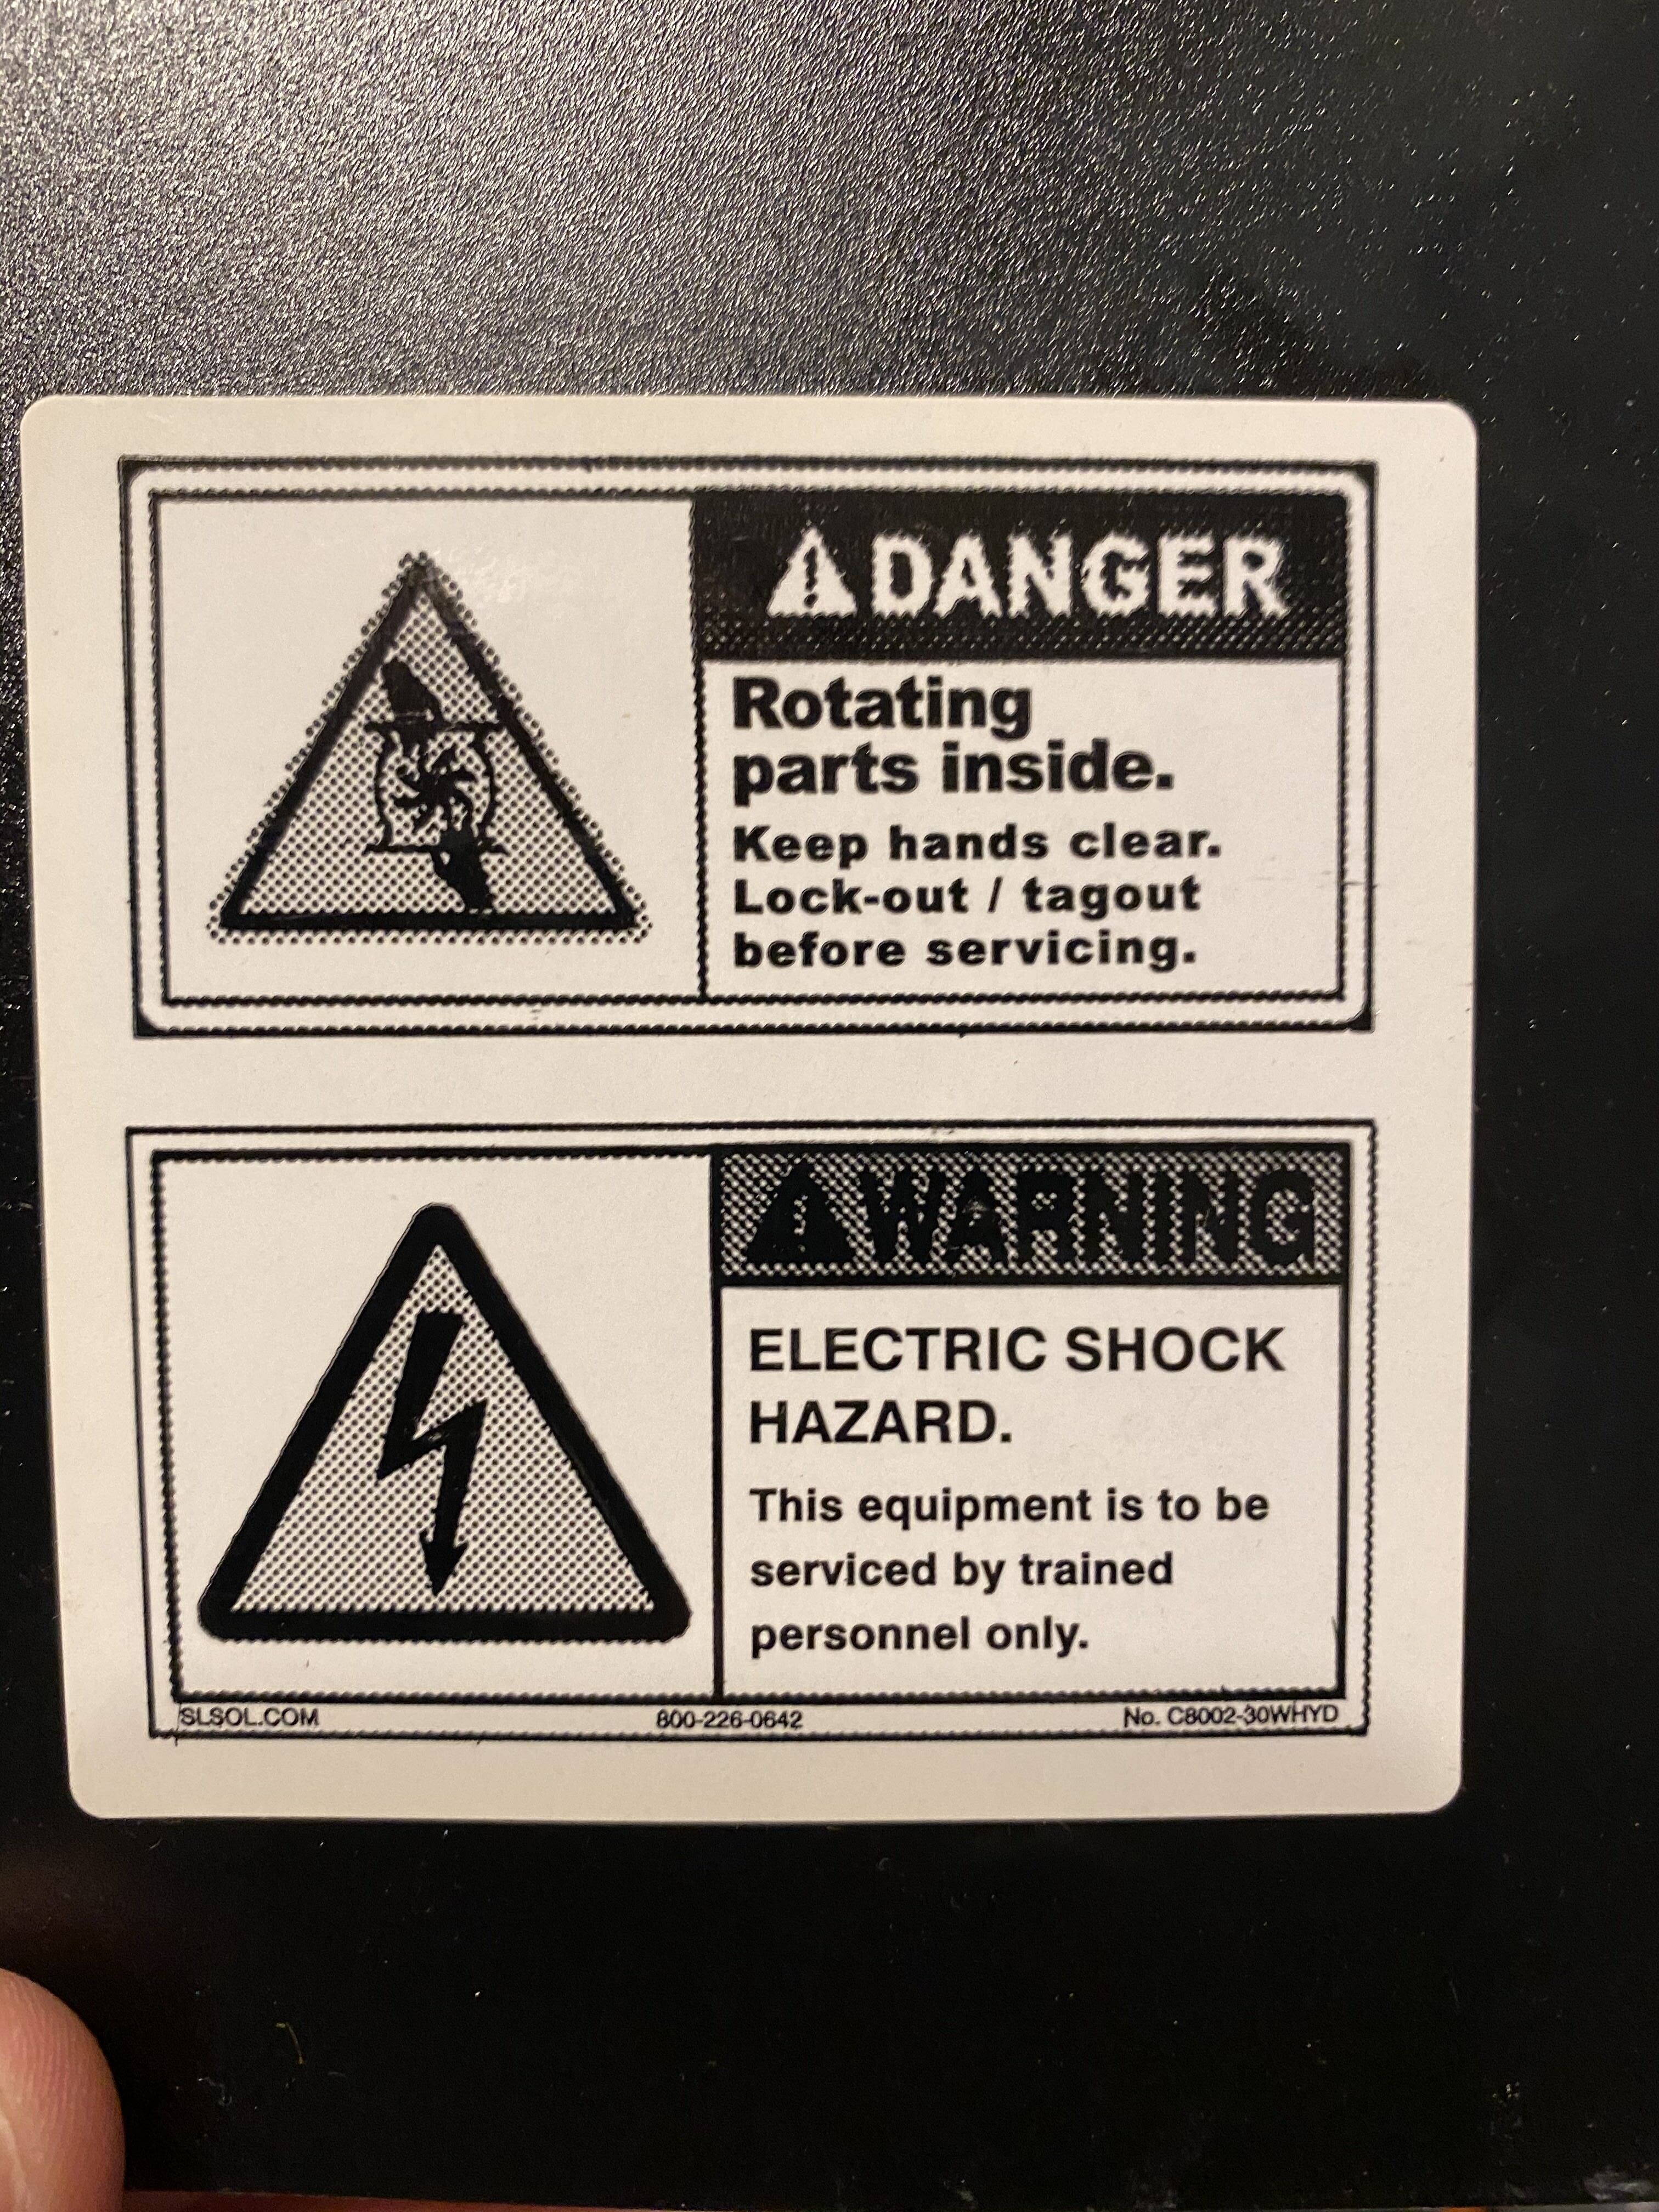 ⚠DANGER
Rotating
parts inside.
Keep hands clear.
Lock-out / tagout
before servicing.
⚠WARNING
ELECTRIC SHOCK
HAZARD.
This equipment is to be
serviced by trained
personnel only.
SLSOL.COM 800-226-0642 No. C8002-30WHYD